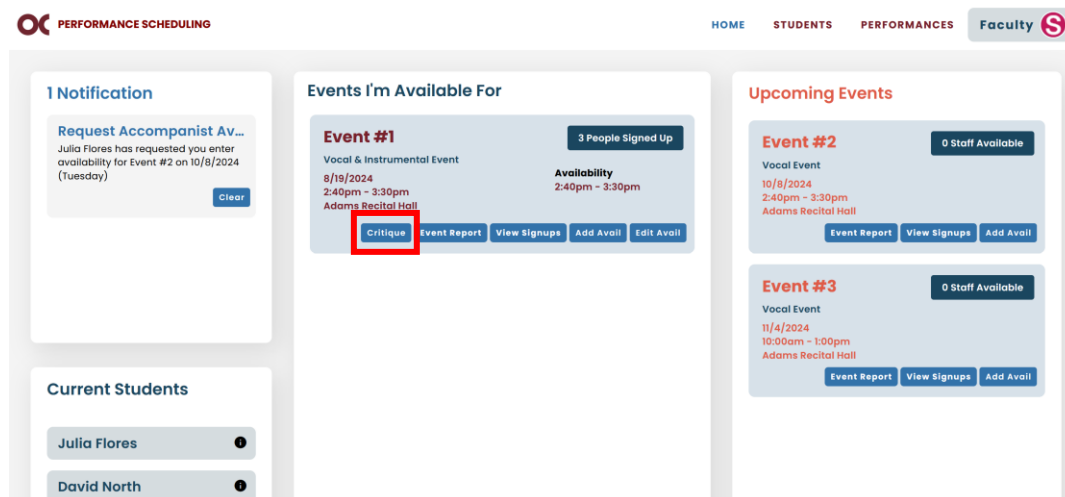 OC PERFORMANCE SCHEDULING
HOME STUDENTS PERFORMANCES Faculty S
1 Notification
Request Accompanist Av...
Julia Flores has requested you enter
availability for Event #2 on 10/8/2024
(Tuesday)
Clear
Current Students
Julia Flores
David North
Events I'm Available For
Event #1
3 People Signed Up
Vocal & Instrumental Event
8/19/2024
2:40pm - 3:30pm
Adams Recital Hall
Availability
2:40pm - 3:30pm
Critique Event Report View Signups Add Avail Edit Avail
Upcoming Events
Event #2
0 Staff Available
Vocal Event
10/8/2024
2:40pm - 3:30pm
Adams Recital Hall
Event Report View Signups Add Avail
Event #3
0 Staff Available
Vocal Event
11/4/2024
10:00am - 1:00pm
Adams Recital Hall
Event Report View Signups Add Avail